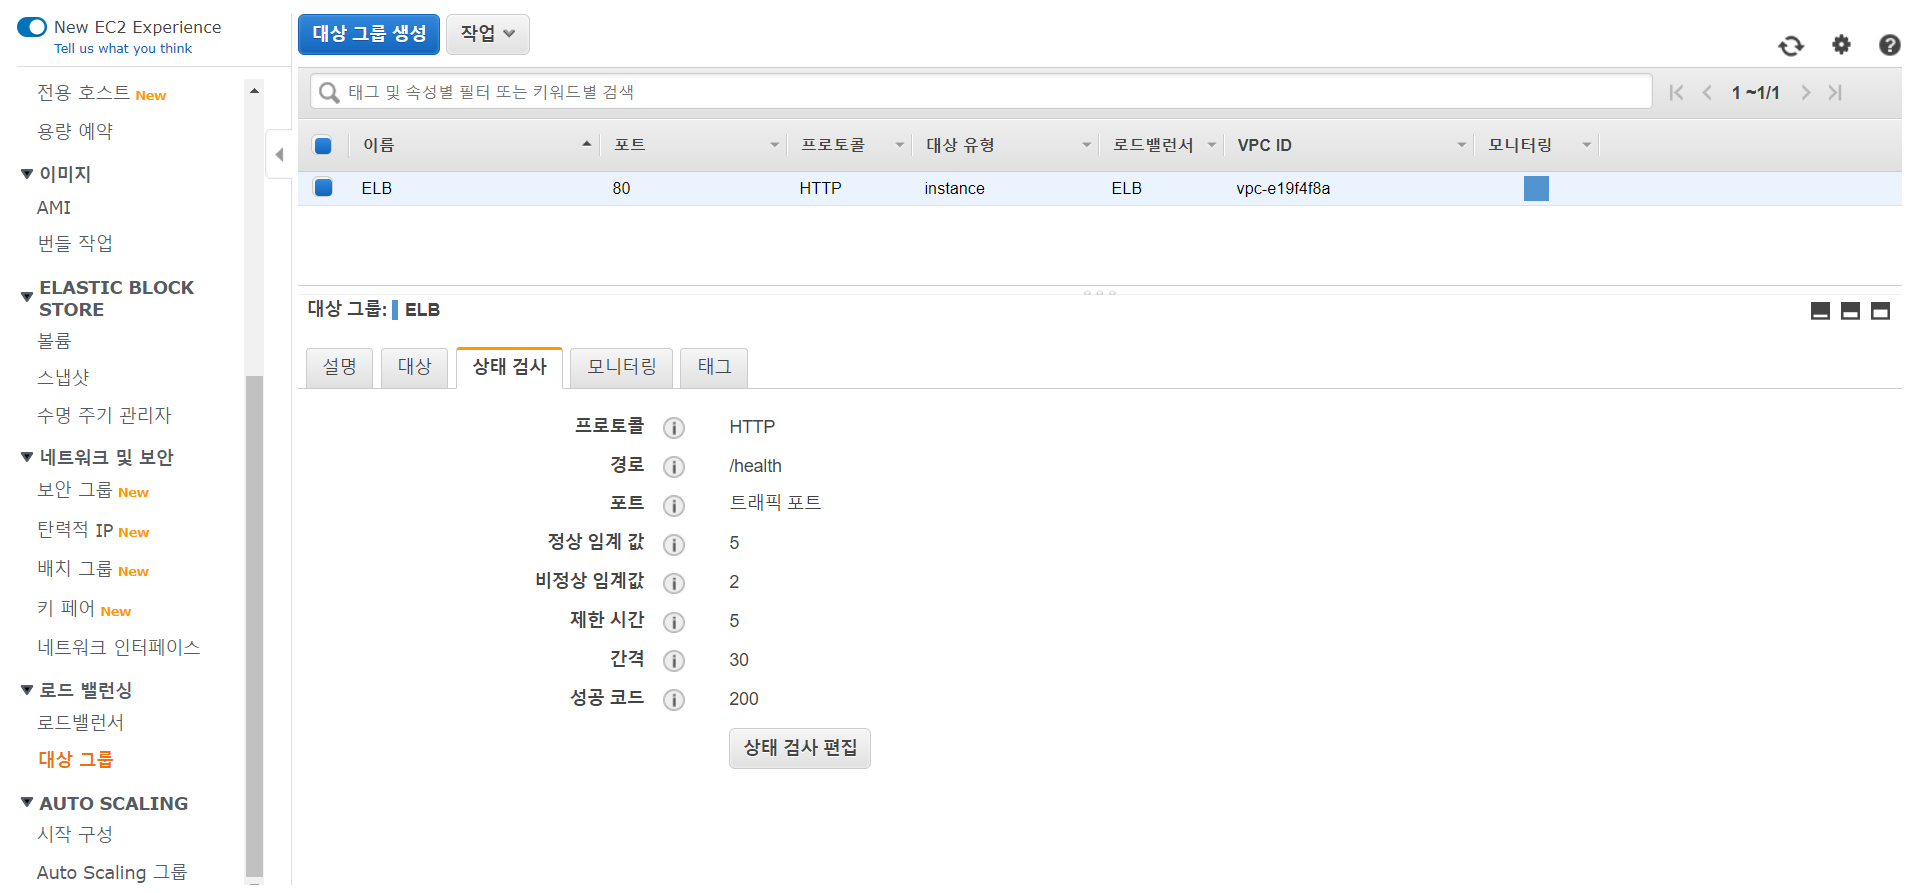 New EC2 Experience
Tell us what you think
전용 호스트 New
용량 예약
이미지
AMI
번들 작업
ELASTIC BLOCK
STORE
볼륨
스냅샷
수명 주기 관리자
네트워크 및 보안
보안 그룹 New
탄력적 IP New
배치 그룹 New
키 페어 New
네트워크 인터페이스
로드 밸런싱
로드밸런서
대상 그룹
AUTO SCALING
시작 구성
Auto Scaling 그룹
대상 그룹 생성 작업
태그 및 속성별 필터 또는 키워드별 검색 1 ~1/1
이름 포트 프로토콜 대상 유형 로드밸런서 VPC ID 모니터링
ELB 80 HTTP instance ELB vpc-e19f4f8a
대상 그룹: ELB
설명 대상 상태 검사 모니터링 태그
프로토콜 HTTP
경로 /health
포트 트래픽 포트
정상 임계 값 5
비정상 임계값 2
제한 시간 5
간격 30
성공 코드 200
상태 검사 편집